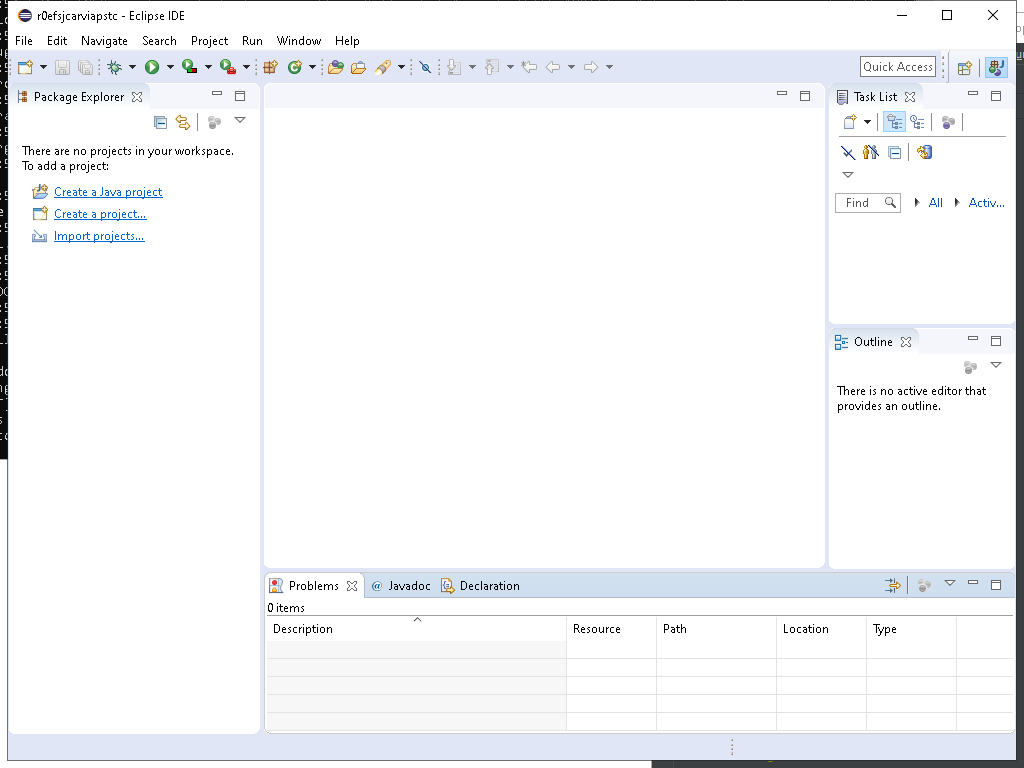 r0efsjcarviapstc - Eclipse IDE
File Edit Navigate Search Project Run Window Help
Quick Access
Package Explorer
There are no projects in your workspace.
To add a project:
Create a Java project
Create a project...
Import projects...
Task List
Find All Activ...
Outline
There is no active editor that
provides an outline.
Problems @ Javadoc Declaration
0 items
Description Resource Path Location Type